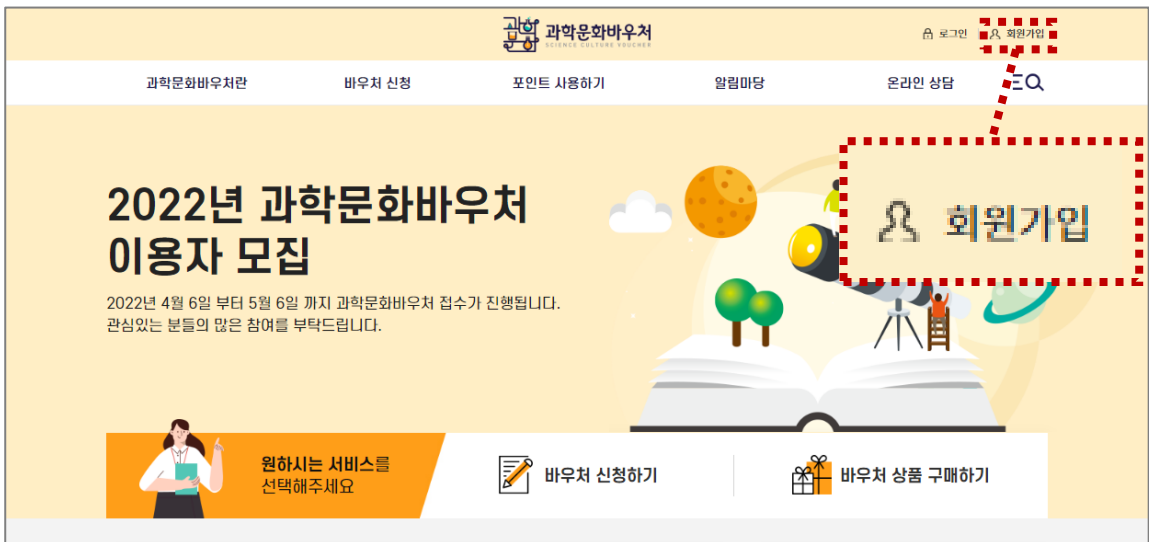 과학문화 과학문화바우처
SCIENCE CULTURE VOUCHER
로그인 회원가입
과학문화바우처란 바우처 신청 포인트 사용하기 알림마당 온라인 상담
회원가입
2022년 과학문화바우처
이용자 모집
2022년 4월 6일 부터 5월 6일 까지 과학문화바우처 접수가 진행됩니다.
관심있는 분들의 많은 참여를 부탁드립니다.
원하시는 서비스를
선택해주세요
바우처 신청하기
바우처 상품 구매하기